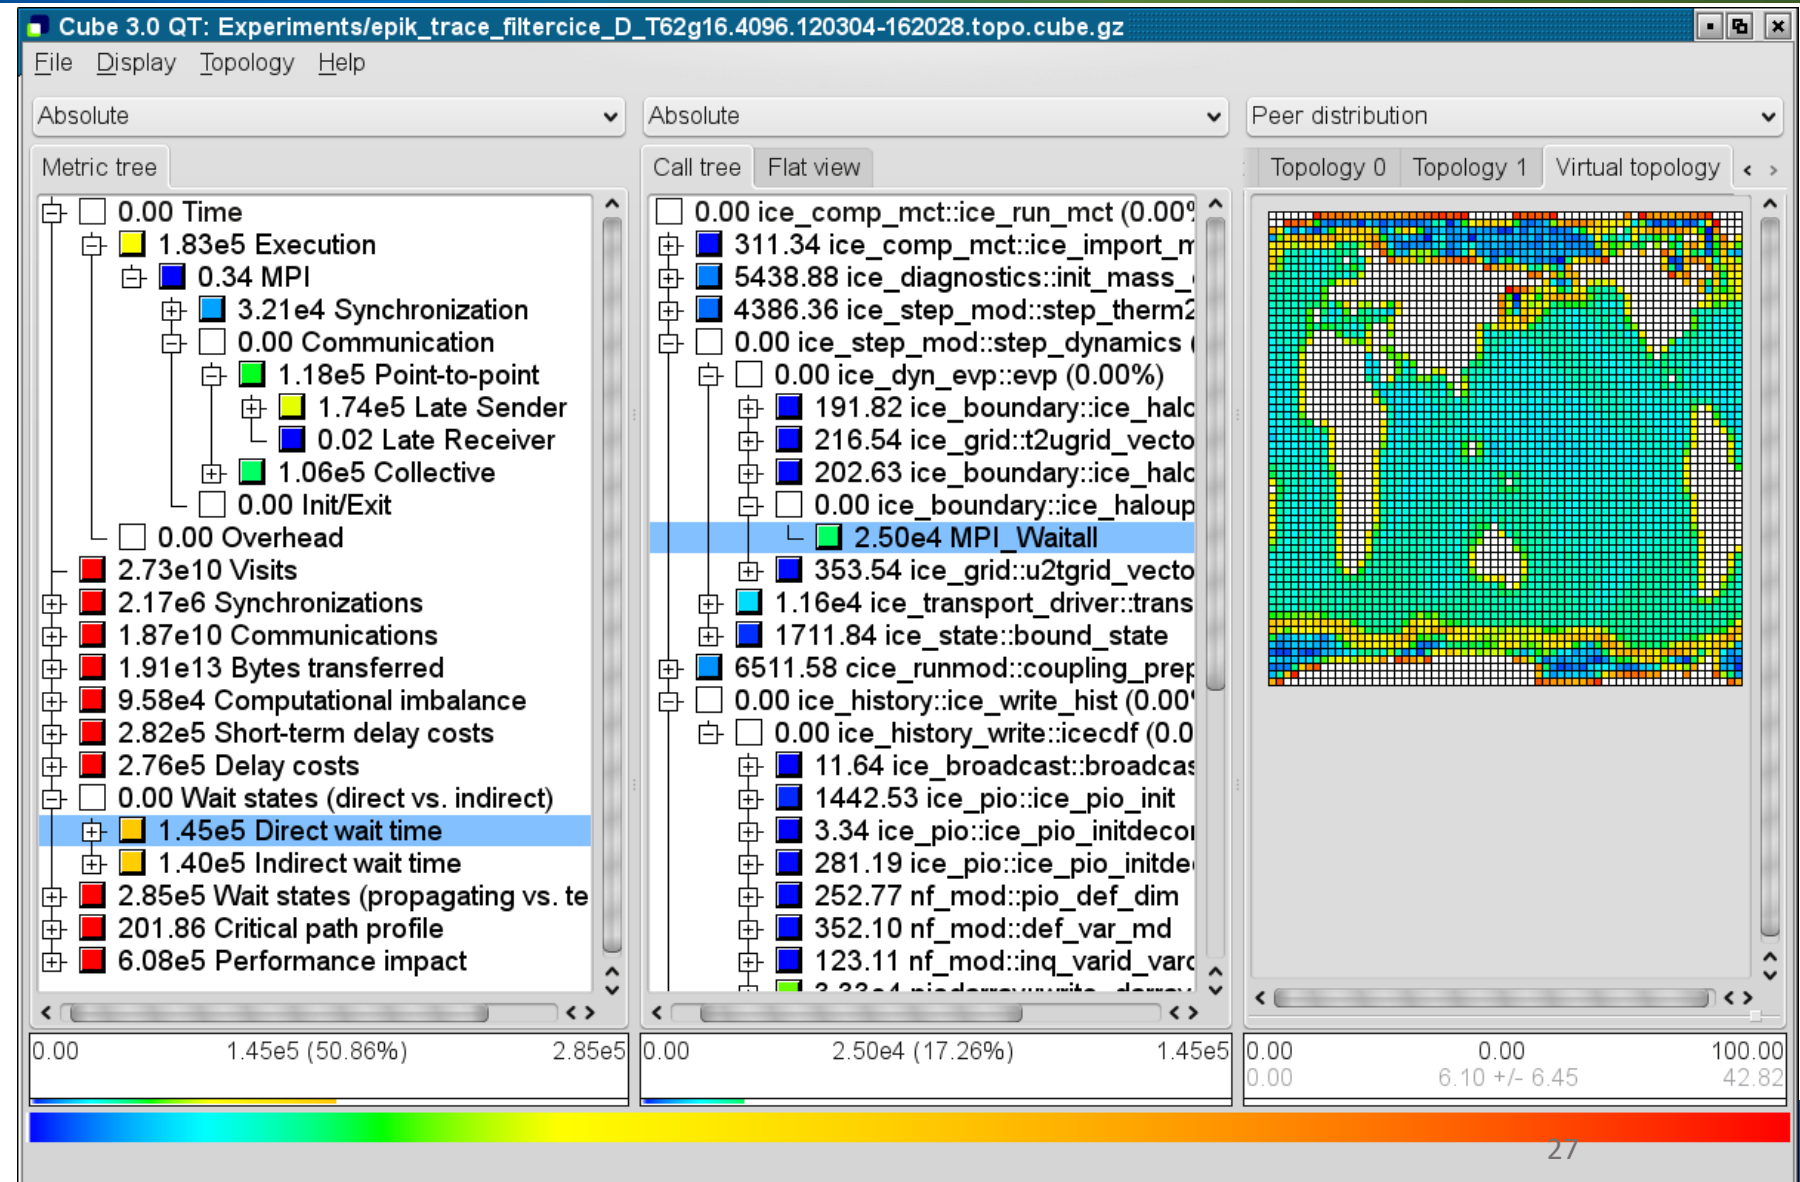 Cube 3.0 QT: Experiments/epik_trace_filtercice_D_T62g16.4096.120304-162028.topo.cube.gz
File Display Topology Help
Absolute
Metric tree
0.00 Time
1.83e5 Execution
0.34 MPI
3.21e4 Synchronization
0.00 Communication
1.18e5 Point-to-point
1.74e5 Late Sender
0.02 Late Receiver
1.06e5 Collective
0.00 Init/Exit
0.00 Overhead
2.73e10 Visits
2.17e6 Synchronizations
1.87e10 Communications
1.91e13 Bytes transferred
9.58e4 Computational imbalance
2.82e5 Short-term delay costs
2.76e5 Delay costs
0.00 Wait states (direct vs. indirect)
1.45e5 Direct wait time
1.40e5 Indirect wait time
2.85e5 Wait states (propagating vs. te
201.86 Critical path profile
6.08e5 Performance impact
0.00 1.45e5 (50.86%) 2.85e5
Absolute
Call tree Flat view
0.00 ice_comp_mct::ice_run_mct (0.00%
311.34 ice_comp_mct::ice_import_m
5438.88 ice_diagnostics::init_mass_
4386.36 ice_step_mod::step_therm2
0.00 ice_step_mod::step_dynamics (
0.00 ice_dyn_evp::evp (0.00%)
191.82 ice_boundary::ice_halo
216.54 ice_grid::t2ugrid_vecto
202.63 ice_boundary::ice_halo
0.00 ice_boundary::ice_haloup
2.50e4 MPI_Waitall
353.54 ice_grid::u2tgrid_vecto
1.16e4 ice_transport_driver::trans
1711.84 ice_state::bound_state
6511.58 cice_runmod::coupling_prep
0.00 ice_history::ice_write_hist (0.00%
0.00 ice_history_write::icecdf (0.0
11.64 ice_broadcast::broadcas
1442.53 ice_pio::ice_pio_init
3.34 ice_pio::ice_pio_initdecor
281.19 ice_pio::ice_pio_initde
252.77 nf_mod::pio_def_dim
352.10 nf_mod::def_var_md
123.11 nf_mod::inq_varid_vard
0.00 2.50e4 (17.26%) 1.45e5
Peer distribution
Topology 0 Topology 1 Virtual topology
0.00 0.00 100.00
0.00 6.10 +/- 6.45 42.82
27